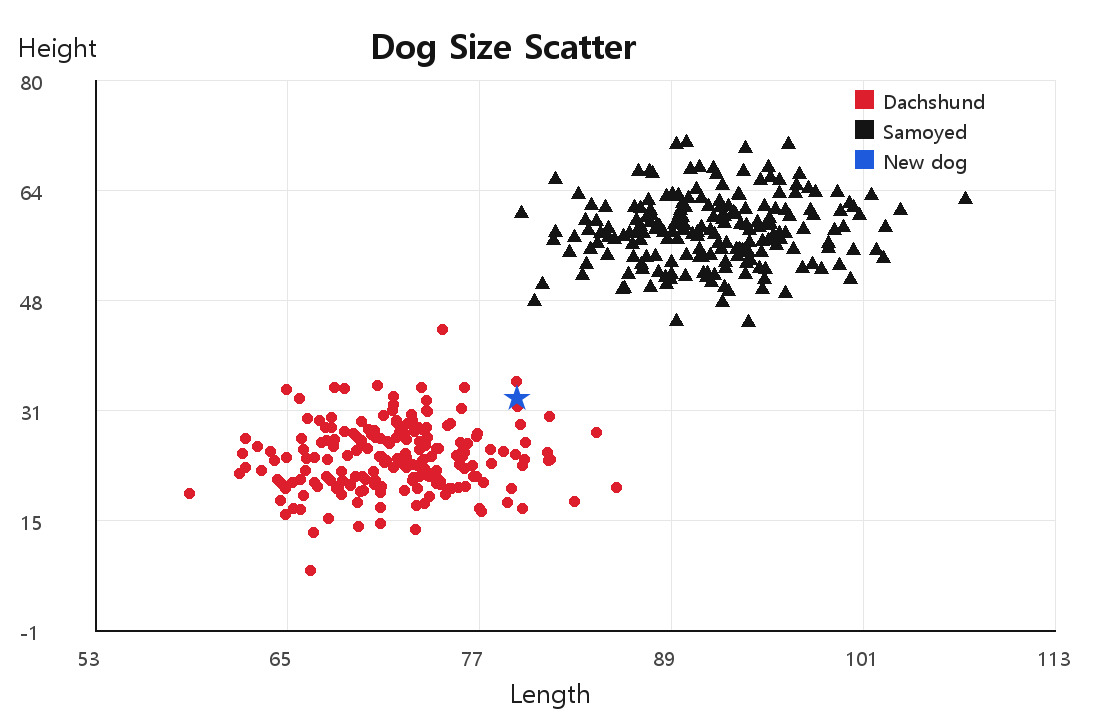 Dog Size Scatter
Height
80
64
48
31
15
-1
53 65 77 89 101 113
Length
Dachshund
Samoyed
New dog